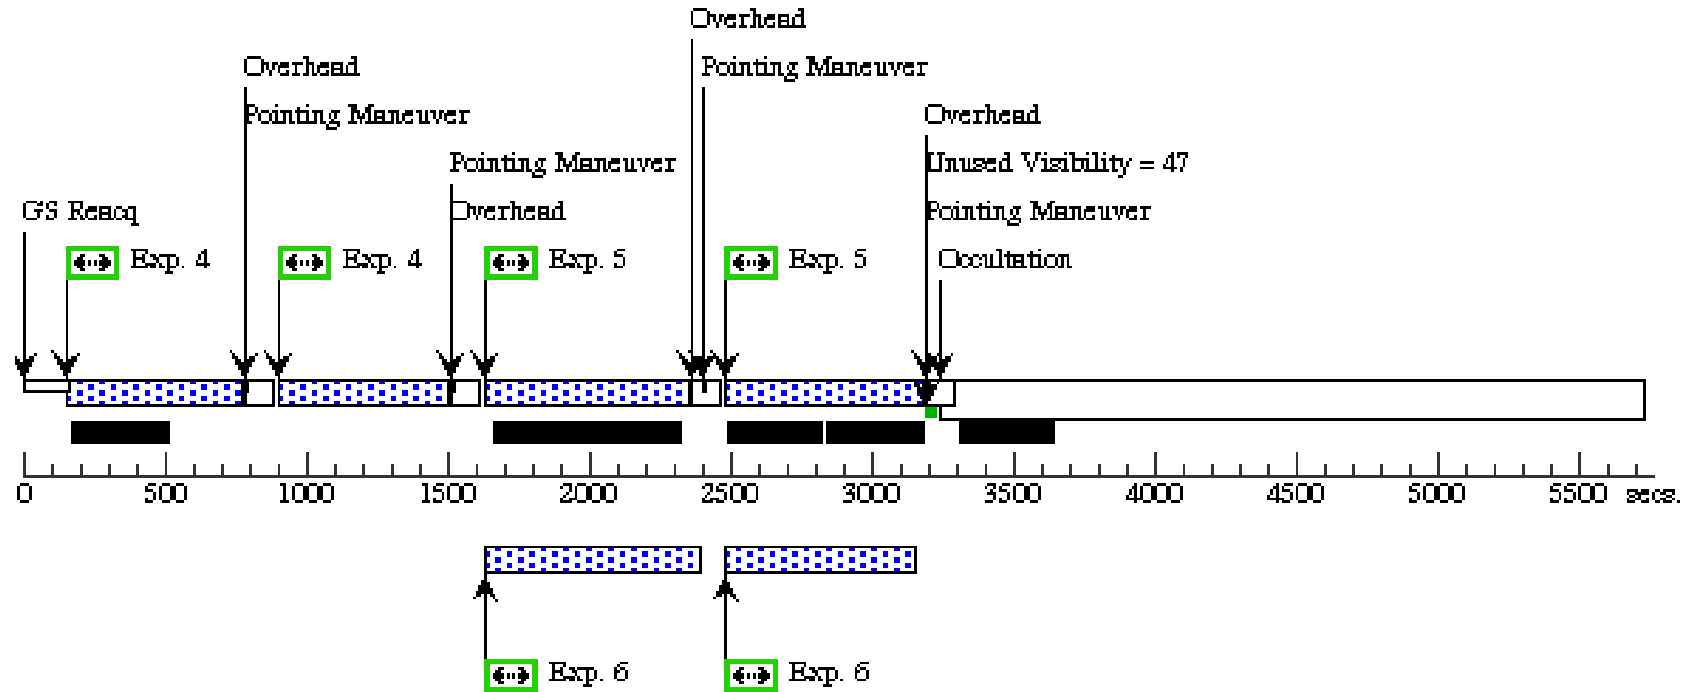 Overhead
Overhead
Pointing Maneuver
Pointing Maneuver
Overhead
Pointing Maneuver
Unused Visibility = 47
GS Reacq
Overhead
Pointing Maneuver
Exp. 4
Exp. 4
Exp. 5
Exp. 5
Occultation
0 500 1000 1500 2000 2500 3000 3500 4000 4500 5000 5500 secs.
Exp. 6
Exp. 6